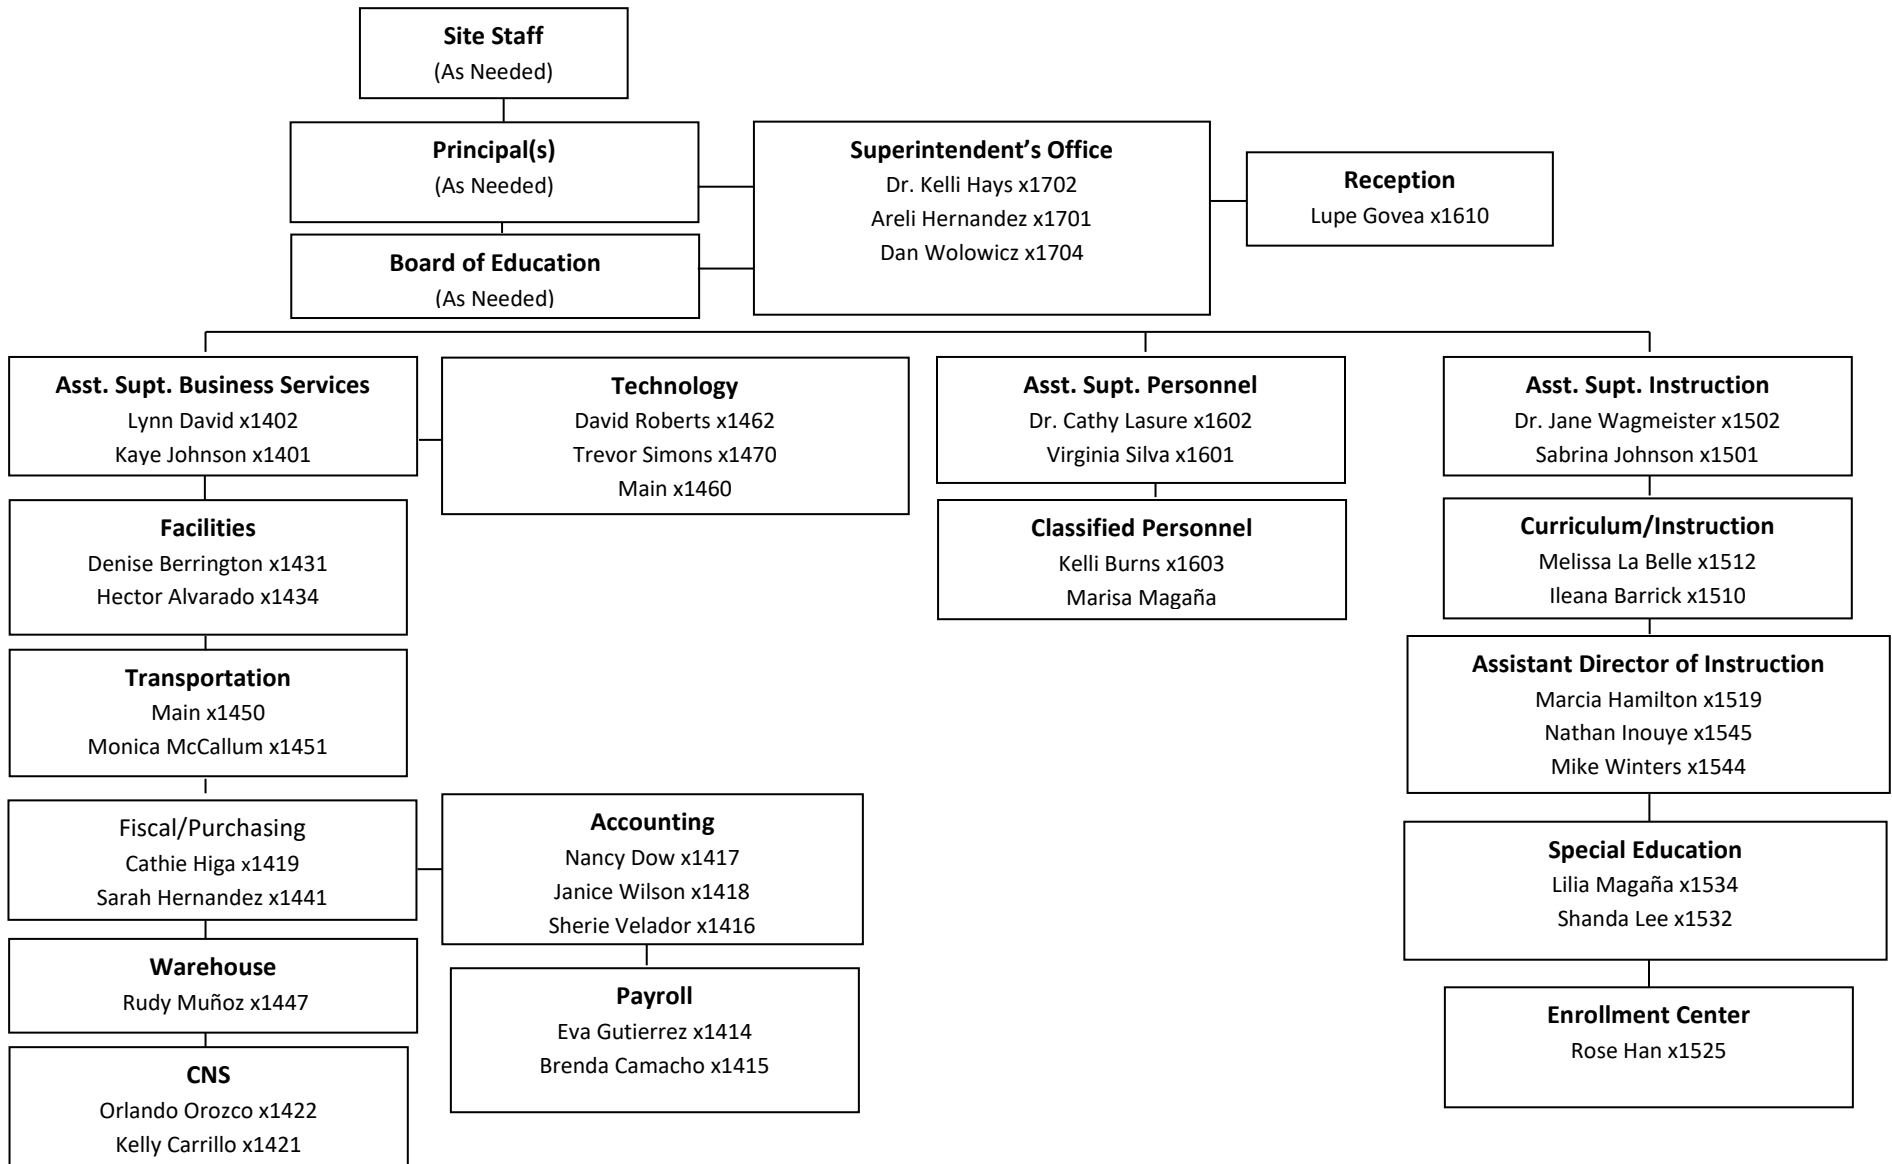 Site Staff
(As Needed)
Principal(s)
(As Needed)
Board of Education
(As Needed)
Superintendent’s Office
Dr. Kelli Hays x1702
Areli Hernandez x1701
Dan Wolowicz x1704
Reception
Lupe Govea x1610
Asst. Supt. Business Services
Lynn David x1402
Kaye Johnson x1401
Technology
David Roberts x1462
Trevor Simons x1470
Main x1460
Asst. Supt. Personnel
Dr. Cathy Lasure x1602
Virginia Silva x1601
Asst. Supt. Instruction
Dr. Jane Wagmeister x1502
Sabrina Johnson x1501
Facilities
Denise Berrington x1431
Hector Alvarado x1434
Classified Personnel
Kelli Burns x1603
Marisa Magaña
Curriculum/Instruction
Melissa La Belle x1512
Ileana Barrick x1510
Transportation
Main x1450
Monica McCallum x1451
Assistant Director of Instruction
Marcia Hamilton x1519
Nathan Inouye x1545
Mike Winters x1544
Fiscal/Purchasing
Cathie Higa x1419
Sarah Hernandez x1441
Accounting
Nancy Dow x1417
Janice Wilson x1418
Sherie Velador x1416
Special Education
Lilia Magaña x1534
Shanda Lee x1532
Warehouse
Rudy Muñoz x1447
Payroll
Eva Gutierrez x1414
Brenda Camacho x1415
Enrollment Center
Rose Han x1525
CNS
Orlando Orozco x1422
Kelly Carrillo x1421